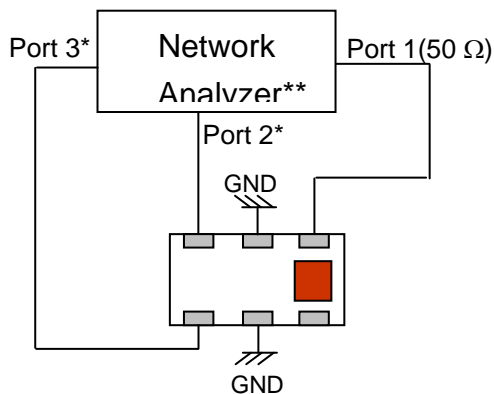 Network
Port 3*
Port 1(50 Ω)
Analyzer**
Port 2*
GND
GND